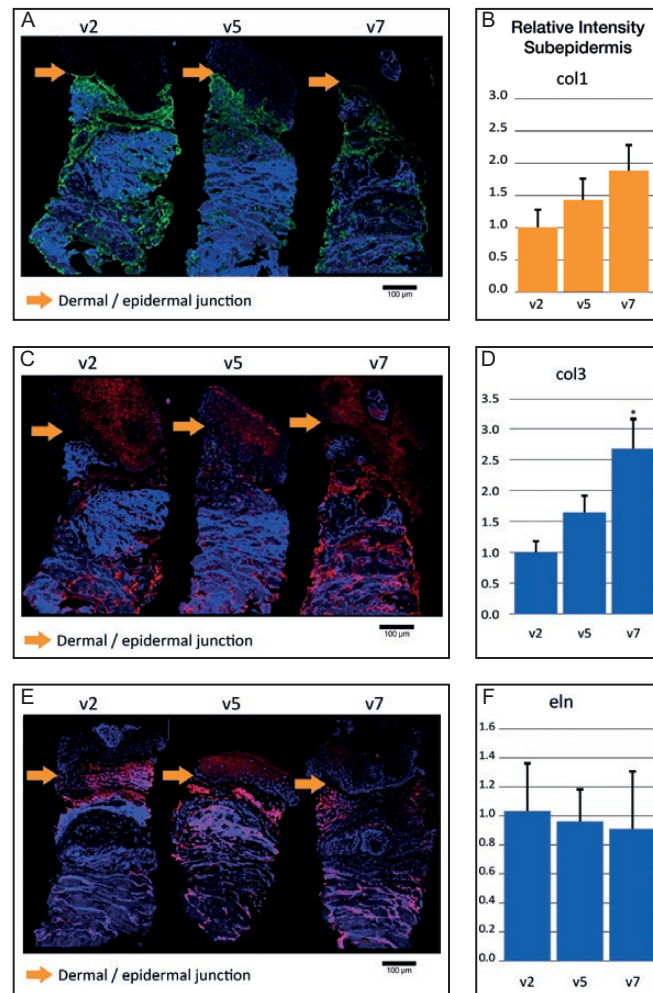 A
v2 v5 v7
Dermal / epidermal junction
100 µm
B
Relative Intensity
Subepidermis
col1
3.0
2.5
2.0
1.5
1.0
0.5
0.0
v2 v5 v7
C
v2 v5 v7
Dermal / epidermal junction
100 µm
D
col3
3.5
3.0
2.5
2.0
1.5
1.0
0.5
0.0
*
v2 v5 v7
E
v2 v5 v7
Dermal / epidermal junction
100 µm
F
eln
1.6
1.4
1.2
1.0
0.8
0.6
0.4
0.2
0.0
v2 v5 v7